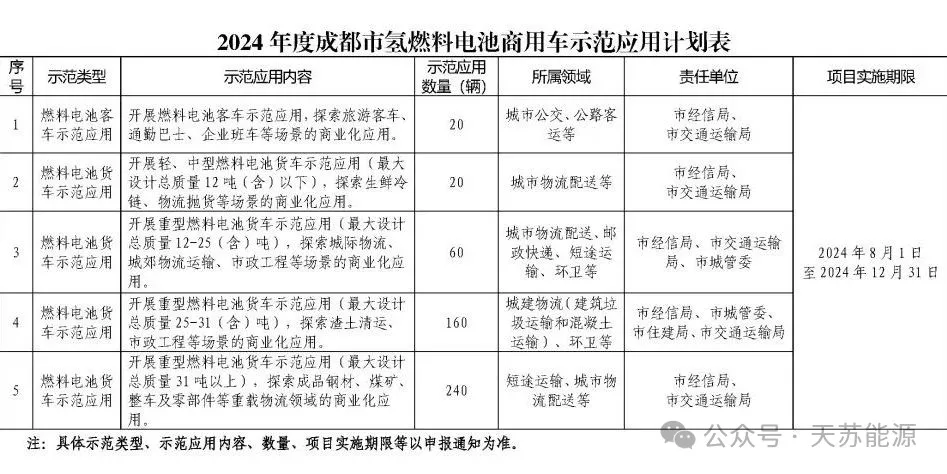 2024 年度成都市氢燃料电池商用车示范应用计划表
序号 示范类型 示范应用内容 示范应用数量（辆） 所属领域 责任单位 项目实施期限
1
燃料电池客
车示范应用
开展燃料电池客车示范应用，探索旅游客车、
通勤巴士、企业班车等场景的商业化应用。
20
城市公交、公路客
运等
市经信局、
市交通运输局
2
燃料电池货
车示范应用
开展轻、中型燃料电池货车示范应用（最大
设计总质量 12 吨（含）以下），探索生鲜冷
链、物流抛货等场景的商业化应用。
20
城市物流配送等
市经信局、
市交通运输局
3
燃料电池货
车示范应用
开展重型燃料电池货车示范应用（最大设计
总质量 12-25（含）吨），探索城际物流、
城郊物流运输、市政工程等场景的商业化应
用。
60
城市物流配送、邮
政快递、短途运
输、环卫等
市经信局、市交通运输
局、市城管委
4
燃料电池货
车示范应用
开展重型燃料电池货车示范应用（最大设计
总质量 25-31（含）吨），探索渣土清运、
市政工程等场景的商业化应用。
160
城建物流（建筑垃
圾运输和混凝土
运输）、环卫等
市经信局、市城管委、
市住建局、市交通运输局
5
燃料电池货
车示范应用
开展重型燃料电池货车示范应用（最大设计
总质量 31 吨以上），探索成品钢材、煤矿、
整车及零部件等重载物流领域的商业化应
用。
240
短途运输、城市物
流配送等
市经信局、
市交通运输局
2024 年 8 月 1 日
至 2024 年 12 月 31 日
注：具体示范类型、示范应用内容、数量、项目实施期限等以申报通知为准。
公众号·天苏能源